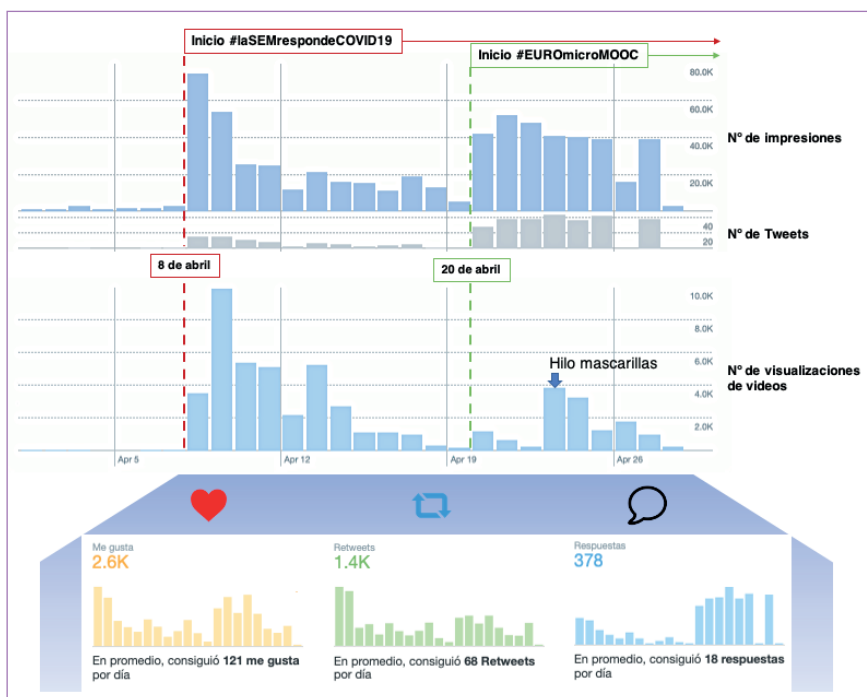 Inicio #laSEMrespondeCOVID19
Inicio #EUROmicroMOOC
80.0K
60.0K
Nº de impresiones
40.0K
20.0K
40
Nº de Tweets
20
8 de abril
20 de abril
10.0K
8.0K
Hilo mascarillas
6.0K
Nº de visualizaciones
de videos
4.0K
2.0K
Apr 5
Apr 12
Apr 19
Apr 26
Me gusta
2.6K
En promedio, consiguió 121 me gusta
por día
Retweets
1.4K
En promedio, consiguió 68 Retweets
por día
Respuestas
378
En promedio, consiguió 18 respuestas
por día